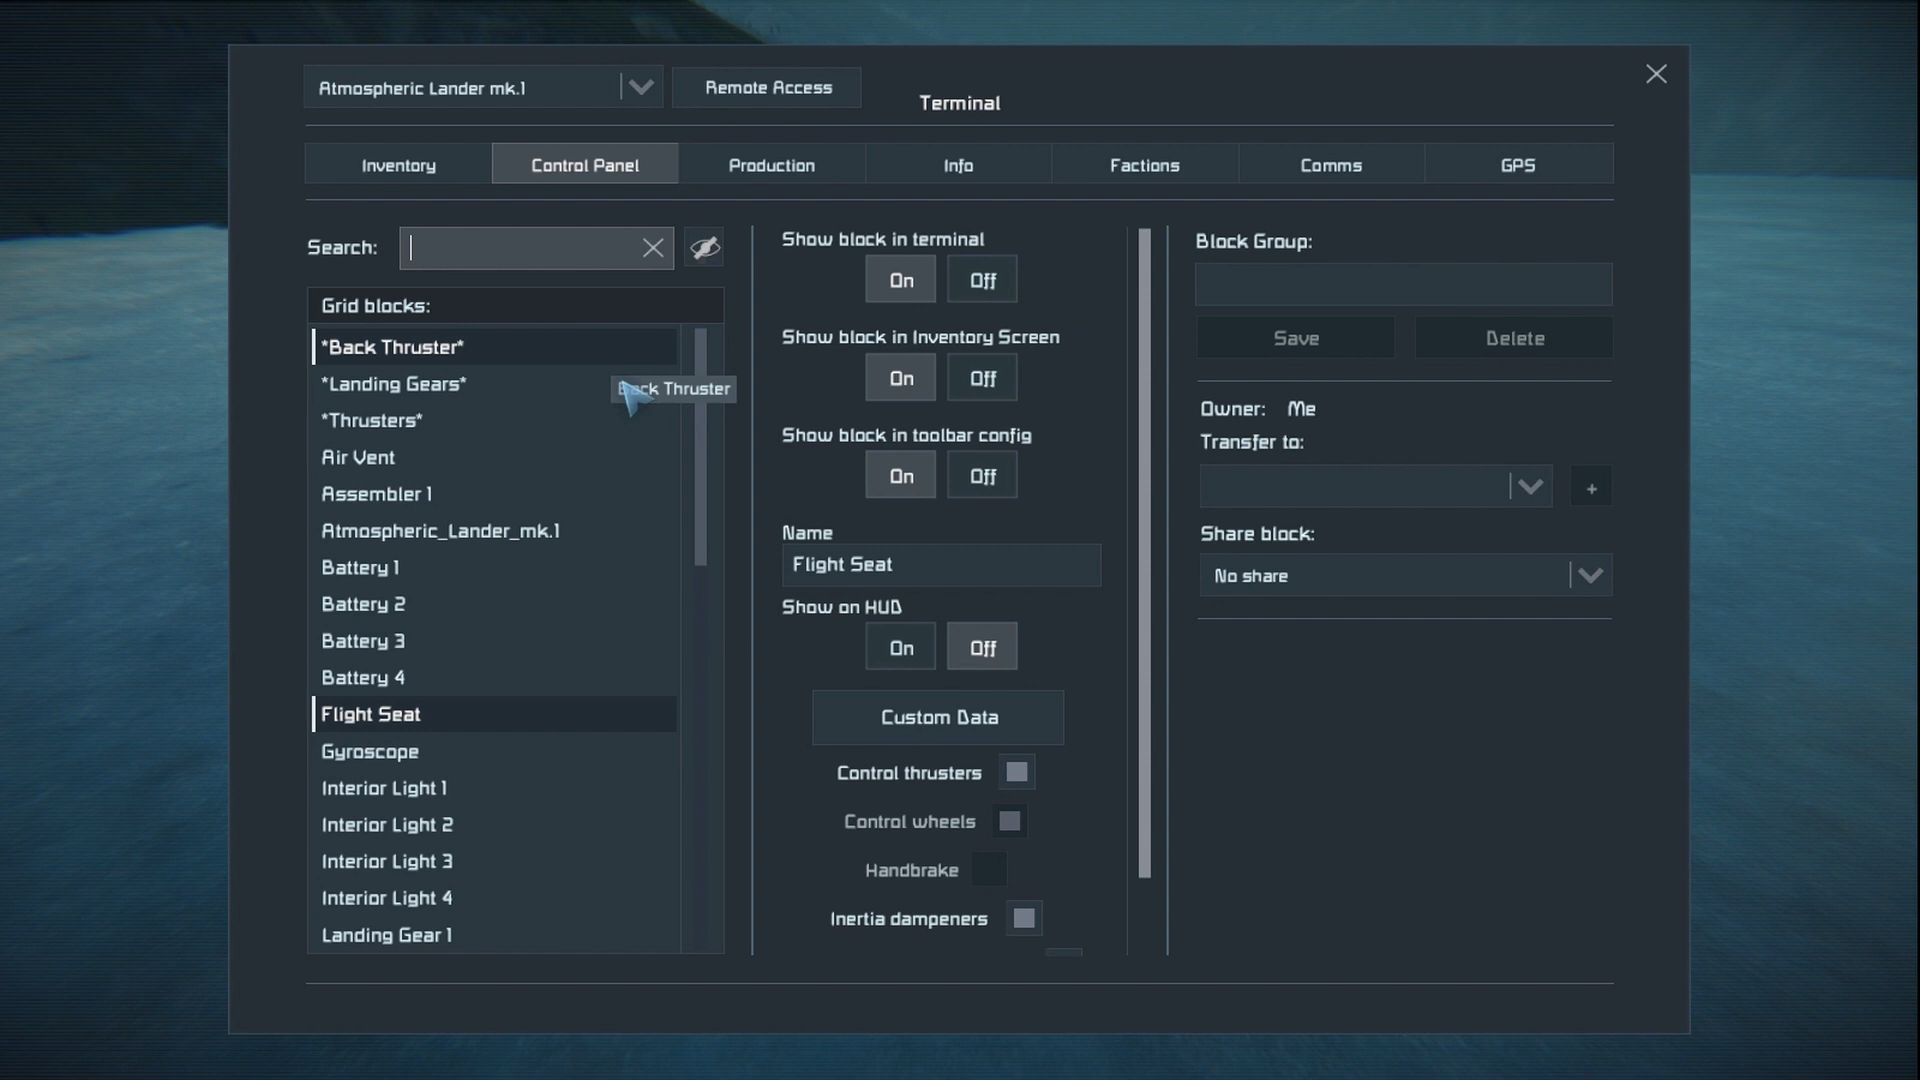 Atmospheric Lander mk.1
Remote Access
Terminal
Inventory
Control Panel
Production
Info
Factions
Comms
GPS
Search:
Grid blocks:
*Back Thruster*
*Landing Gears*
Back Thruster
*Thrusters*
Air Vent
Assembler 1
Atmospheric_Lander_mk.1
Battery 1
Battery 2
Battery 3
Battery 4
Flight Seat
Gyroscope
Interior Light 1
Interior Light 2
Interior Light 3
Interior Light 4
Landing Gear 1
Show block in terminal
On
Off
Show block in Inventory Screen
On
Off
Show block in toolbar config
On
Off
Name
Flight Seat
Show on HUD
On
Off
Custom Data
Control thrusters
Control wheels
Handbrake
Inertia dampeners
Block Group:
Save
Delete
Owner: Me
Transfer to:
+
Share block:
No share